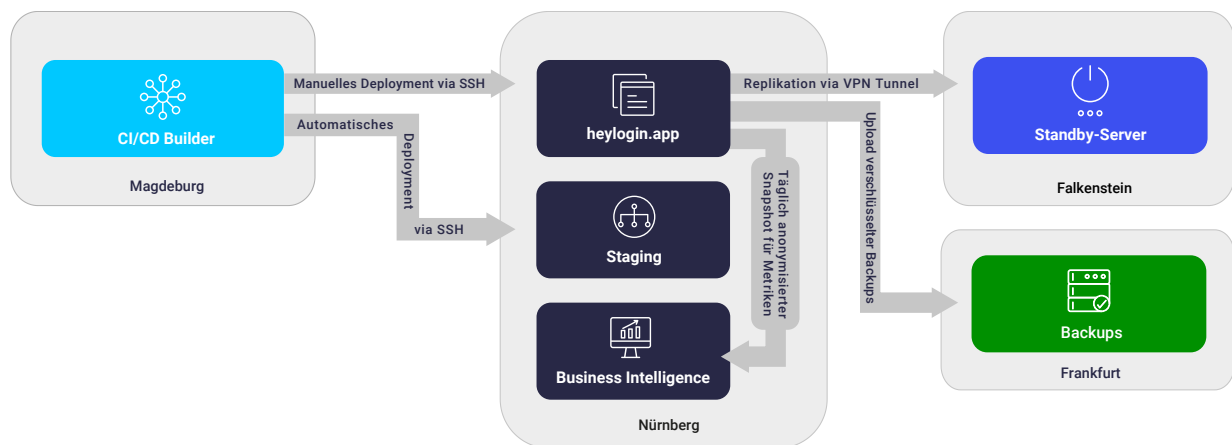 CI/CD Builder
Magdeburg
Manuelles Deployment via SSH
Automatisches
Deployment
via SSH
heylogin.app
Staging
Business Intelligence
Nürnberg
Replikation via VPN Tunnel
Upload verschlüsselter Backups
Täglich anonymisierter
Snapshot für Metriken
Standby-Server
Falkenstein
Backups
Frankfurt